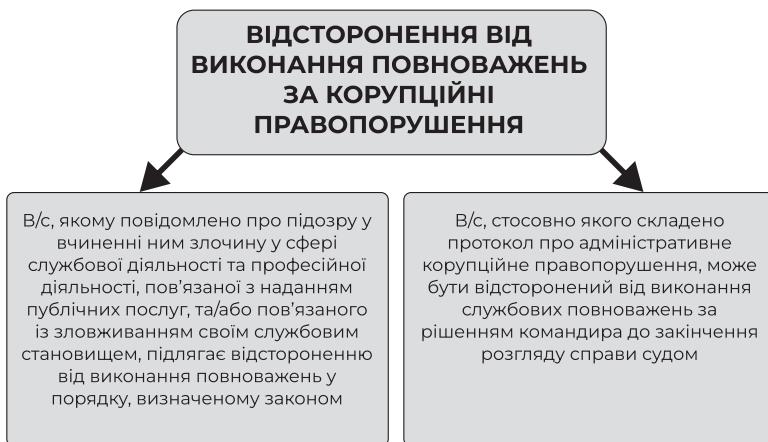 ВІДСТОРОНЕННЯ ВІД
ВИКОНАННЯ ПОВНОВАЖЕНЬ
ЗА КОРУПЦІЙНІ
ПРАВОПОРУШЕННЯ
В/с, якому повідомлено про підозру у
вчиненні ним злочину у сфері
службової діяльності та професійної
діяльності, пов’язаної з наданням
публічних послуг, та/або пов’язаного
із зловживанням своїм службовим
становищем, підлягає відстороненню
від виконання повноважень у
порядку, визначеному законом
В/с, стосовно якого складено
протокол про адміністративне
корупційне правопорушення, може
бути відсторонений від виконання
службових повноважень за
рішенням командира до закінчення
розгляду справи судом